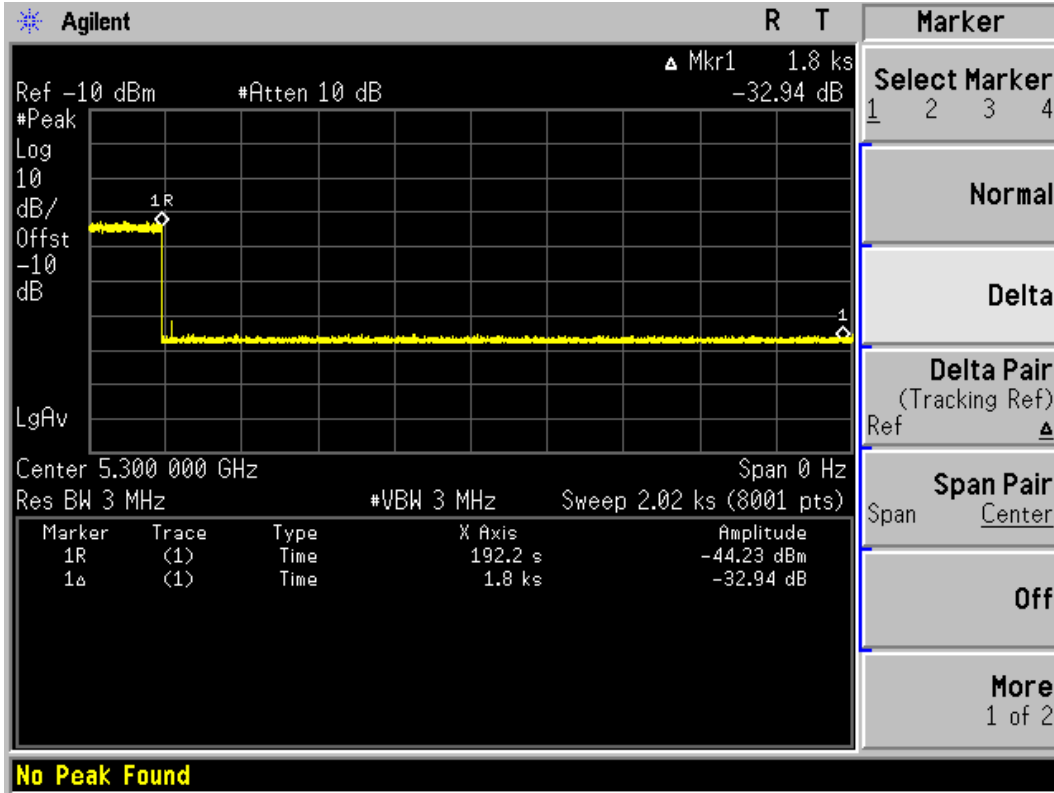 Agilent R T Marker
Δ Mkr1 1.8 ks
Ref -10 dBm #Atten 10 dB -32.94 dB
#Peak
Log
10
dB/
Offst
-10
dB
1R
1
LgAv
Center 5.300 000 GHz Span 0 Hz
Res BW 3 MHz #VBW 3 MHz Sweep 2.02 ks (8001 pts)
Marker Trace Type X Axis Amplitude
1R (1) Time 192.2 s -44.23 dBm
1Δ (1) Time 1.8 ks -32.94 dB
Select Marker
1 2 3 4
Normal
Delta
Delta Pair
(Tracking Ref)
Ref Δ
Span Pair
Span Center
Off
More
1 of 2
No Peak Found